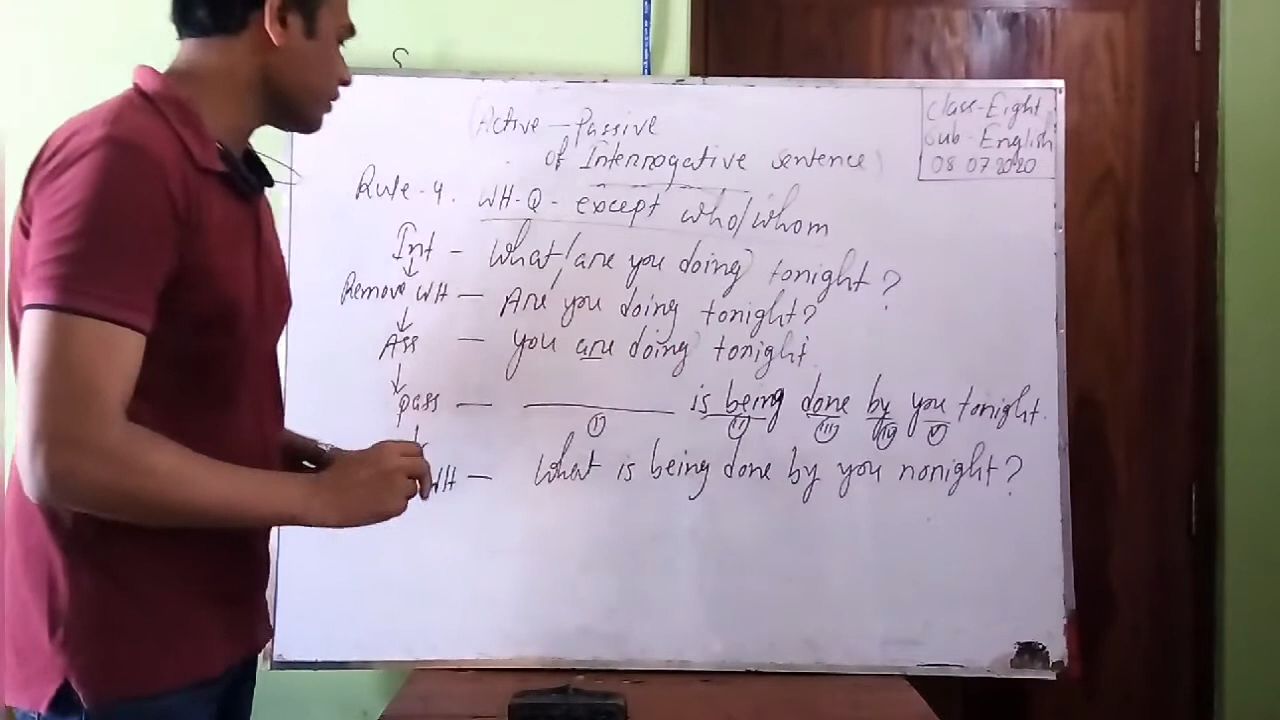 Active - Passive
of Interrogative sentence
Class-Eight
Sub-English
08 07 2020
Rule-4. WH-Q- except who/whom
Int - What/are you doing tonight?
Remove WH - Are you doing tonight?
Ass - you are doing tonight.
pass - is being done by you tonight.
WH - What is being done by you nonight?